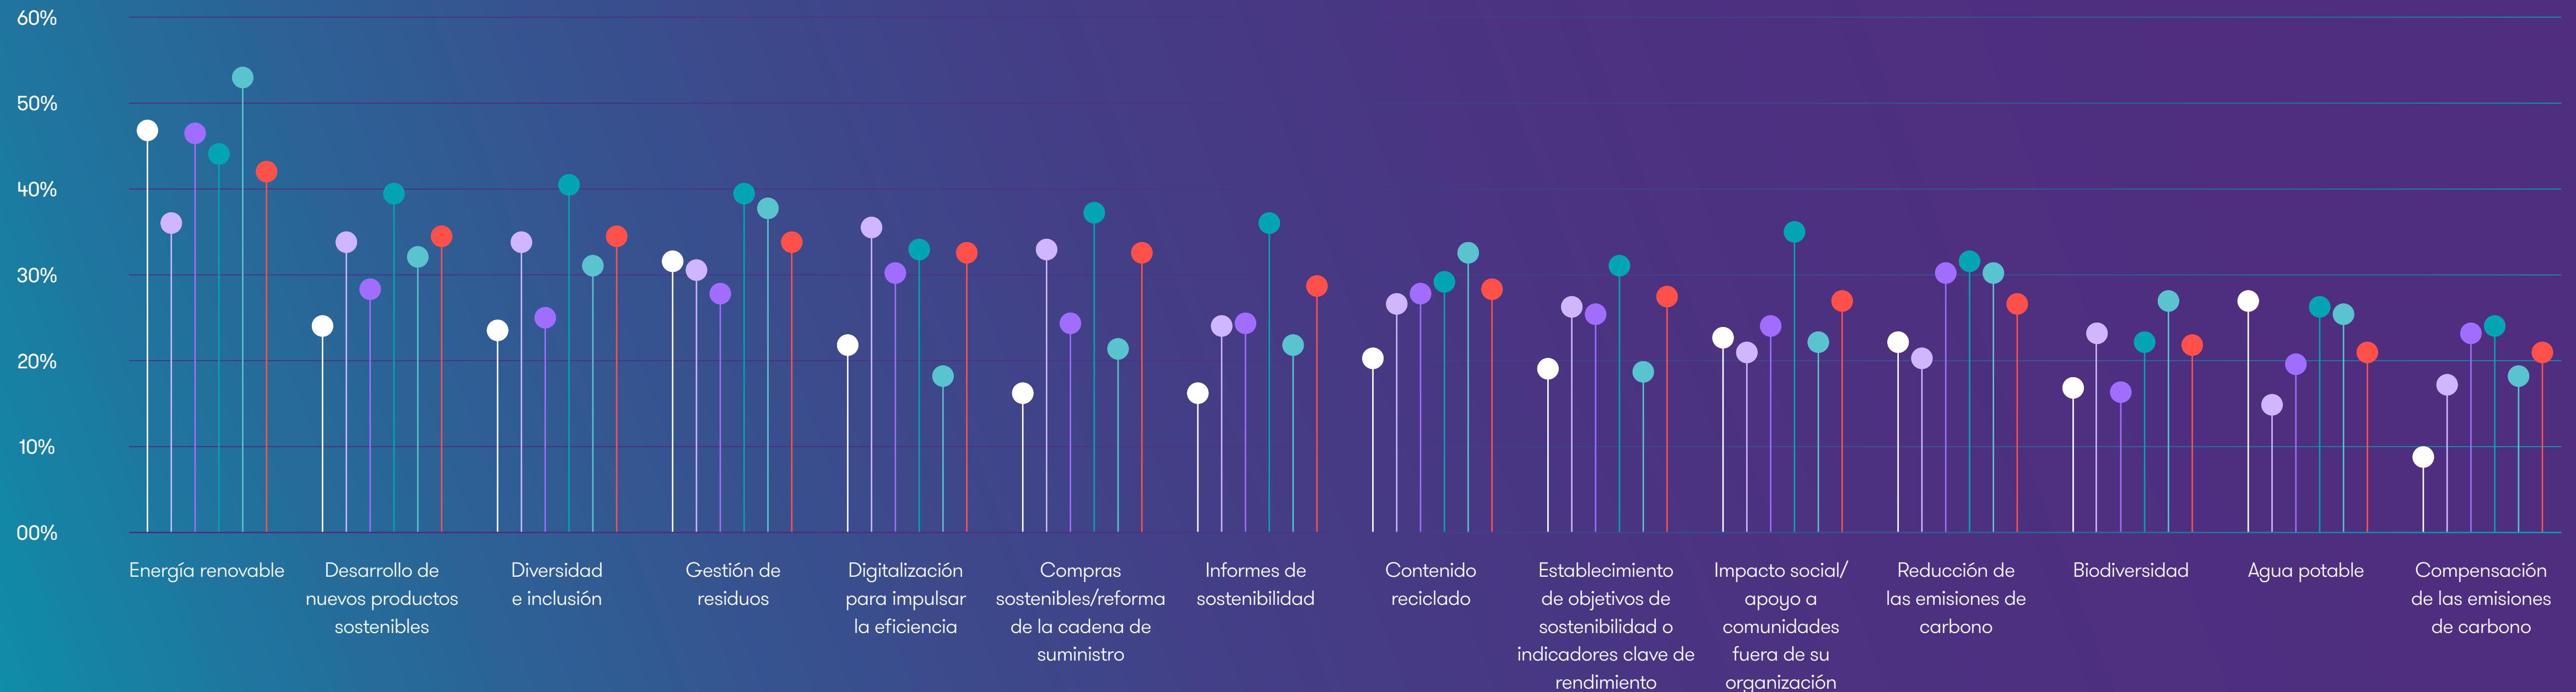 60%
50%
40%
30%
20%
10%
00%
Energía renovable
Desarrollo de
nuevos productos
sostenibles
Diversidad
e inclusión
Gestión de
residuos
Digitalización
para impulsar
la eficiencia
Compras
sostenibles/reforma
de la cadena de
suministro
Informes de
sostenibilidad
Contenido
reciclado
Establecimiento
de objetivos de
sostenibilidad o
indicadores clave de
rendimiento
Impacto social/
apoyo a
comunidades
fuera de su
organización
Reducción de
las emisiones de
carbono
Biodiversidad
Agua potable
Compensación
de las emisiones
de carbono